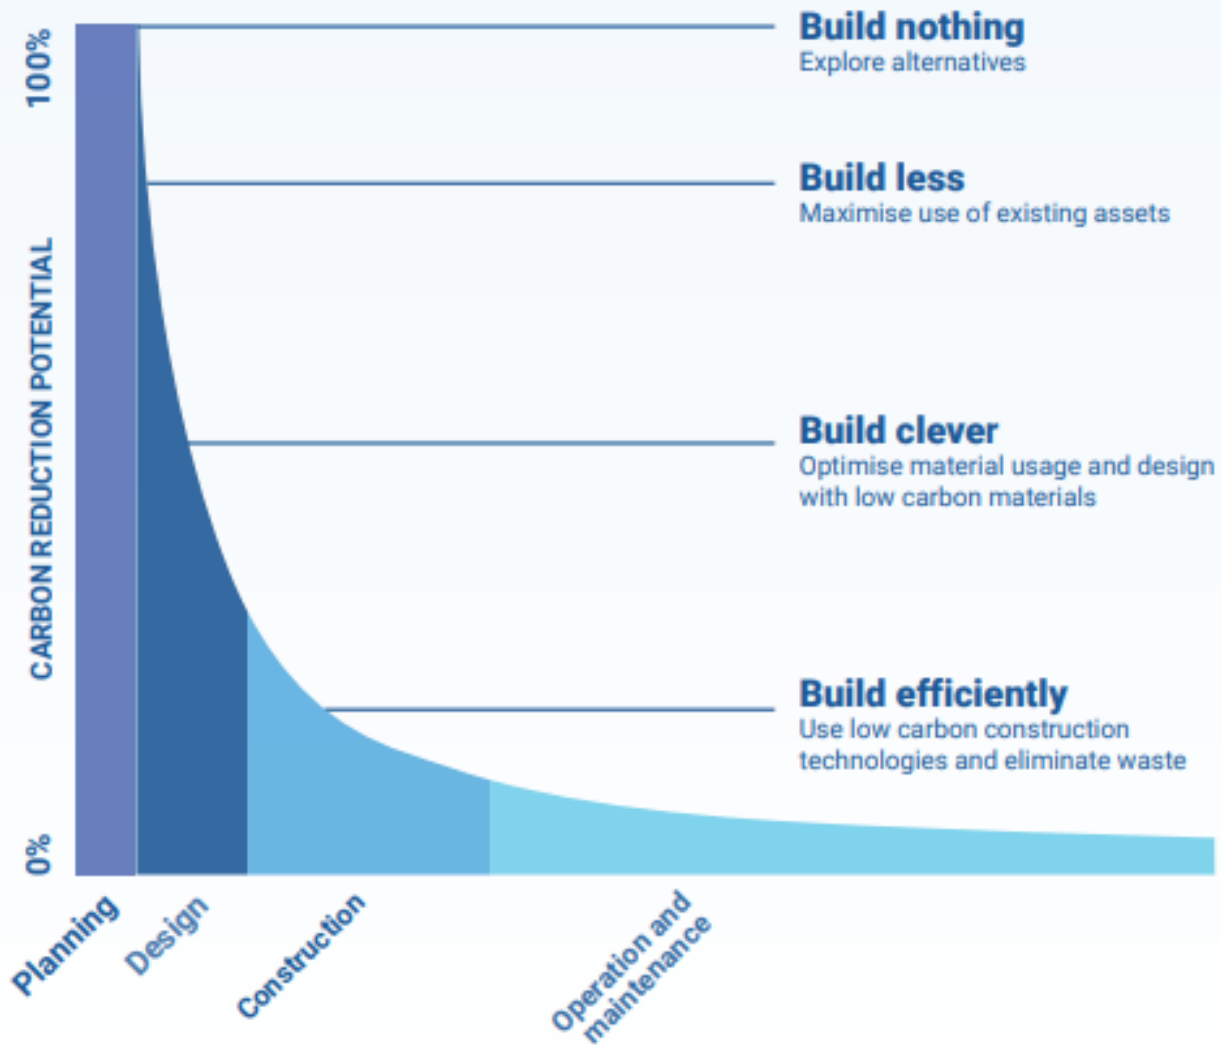 100%
CARBON REDUCTION POTENTIAL
0%
Build nothing
Explore alternatives
Build less
Maximise use of existing assets
Build clever
Optimise material usage and design
with low carbon materials
Build efficiently
Use low carbon construction
technologies and eliminate waste
Planning
Design
Construction
Operation and
maintenance